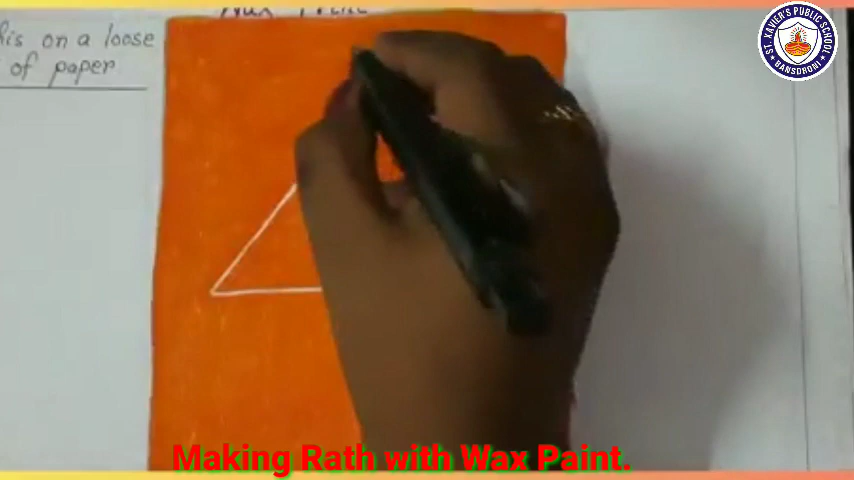 his on a loose
of paper
ST. XAVIER'S PUBLIC SCHOOL
BANSDRONI
Making Rath with Wax Paint.